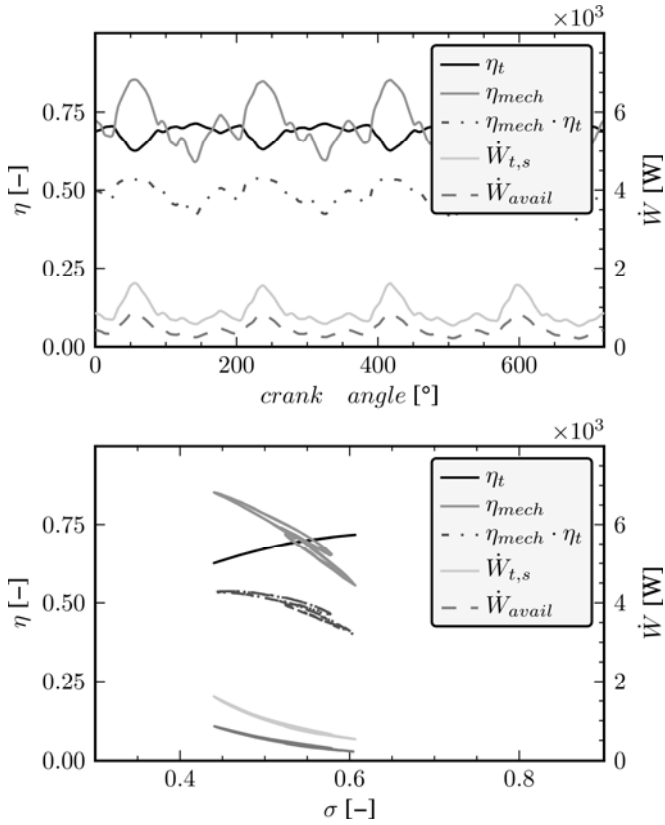 ×10³
η_t
η_mech
η_mech · η_t
Ẇ_t,s
Ẇ_avail
0.75
0.50
0.25
0.00
η [–]
6
4
2
0
Ẇ [W]
0 200 400 600
crank angle [°]
×10³
η_t
η_mech
η_mech · η_t
Ẇ_t,s
Ẇ_avail
0.75
0.50
0.25
0.00
η [–]
6
4
2
0
Ẇ [W]
0.4 0.6 0.8
σ [–]